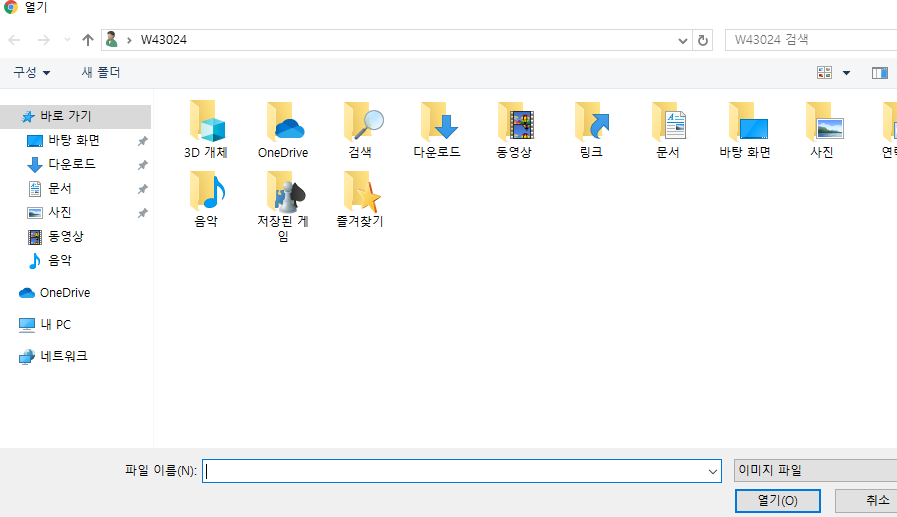 열기
W43024
W43024 검색
구성
새 폴더
바로 가기
바탕 화면
다운로드
문서
사진
동영상
음악
OneDrive
내 PC
네트워크
3D 개체
OneDrive
검색
다운로드
동영상
링크
문서
바탕 화면
사진
음악
저장된 게
임
즐겨찾기
파일 이름(N):
이미지 파일
열기(O)
취소